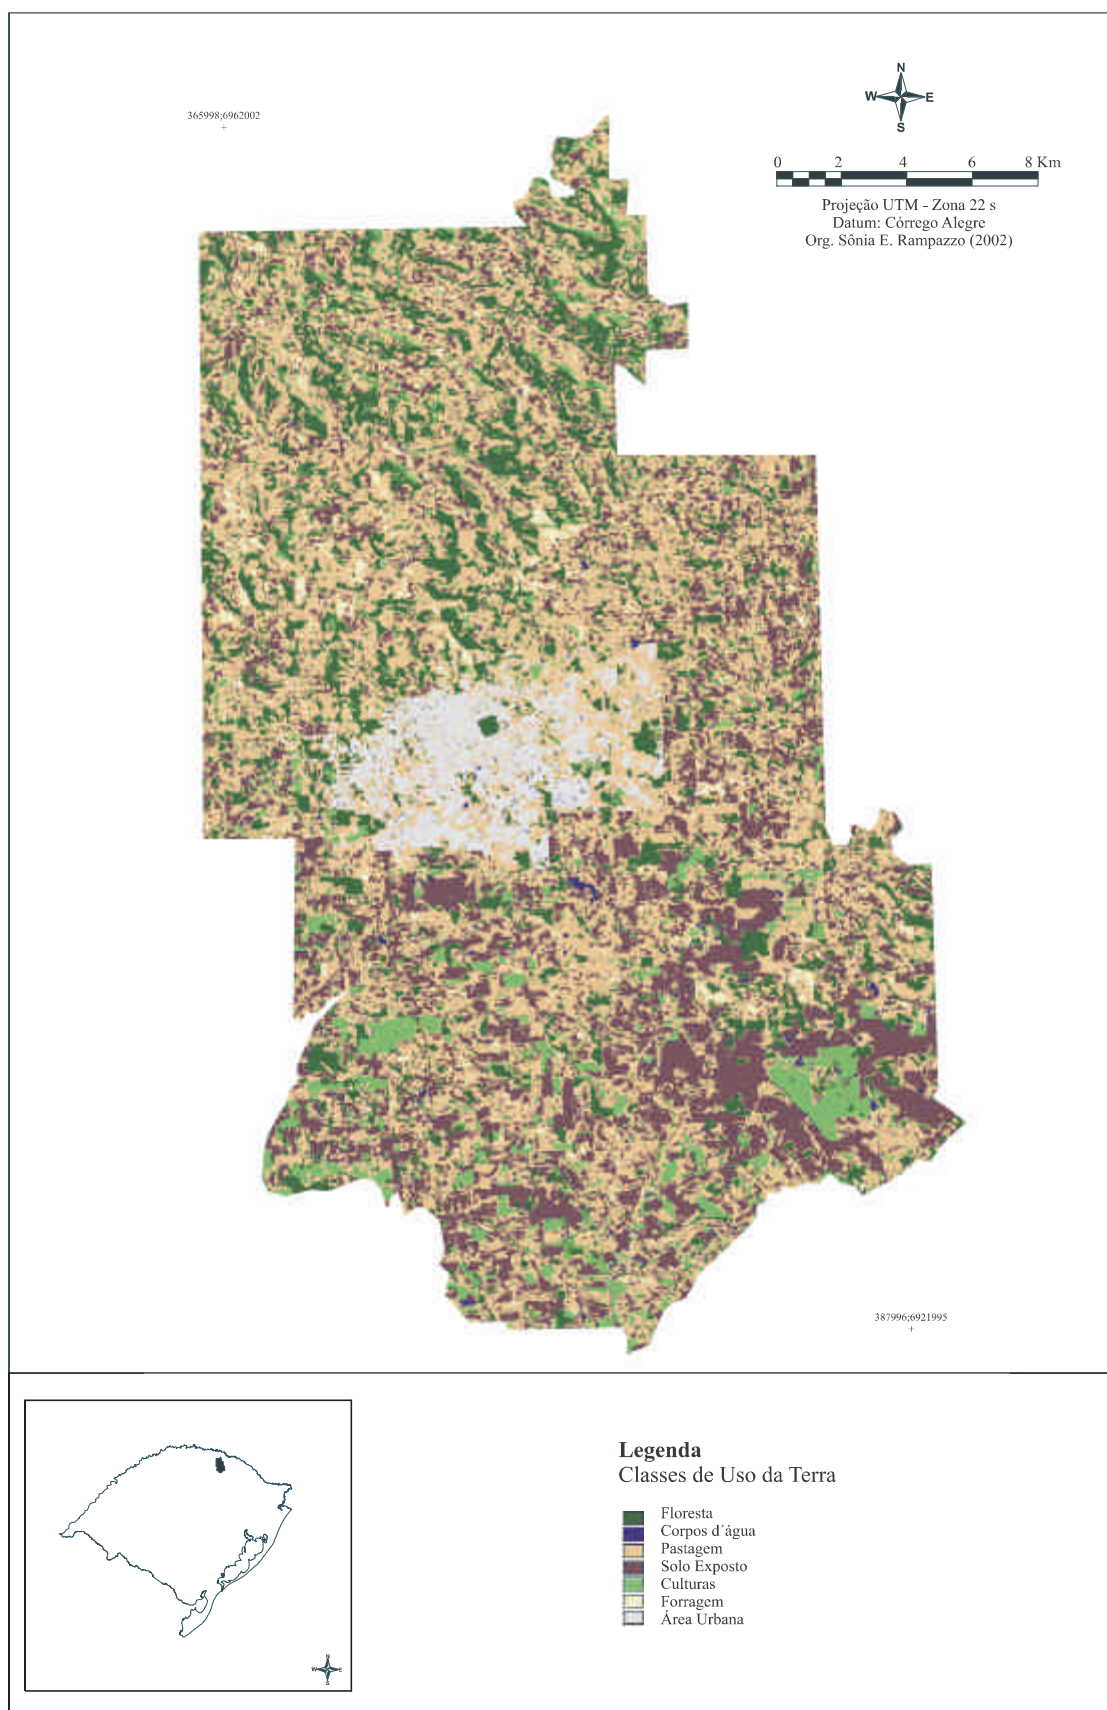 365998;6962002
N
W E
S
0 2 4 6 8 Km
Projeção UTM - Zona 22 s
Datum: Córrego Alegre
Org. Sônia E. Rampazzo (2002)
387996;6921995
Legenda
Classes de Uso da Terra
Floresta
Corpos d´água
Pastagem
Solo Exposto
Culturas
Forragem
Área Urbana
N
W E
S